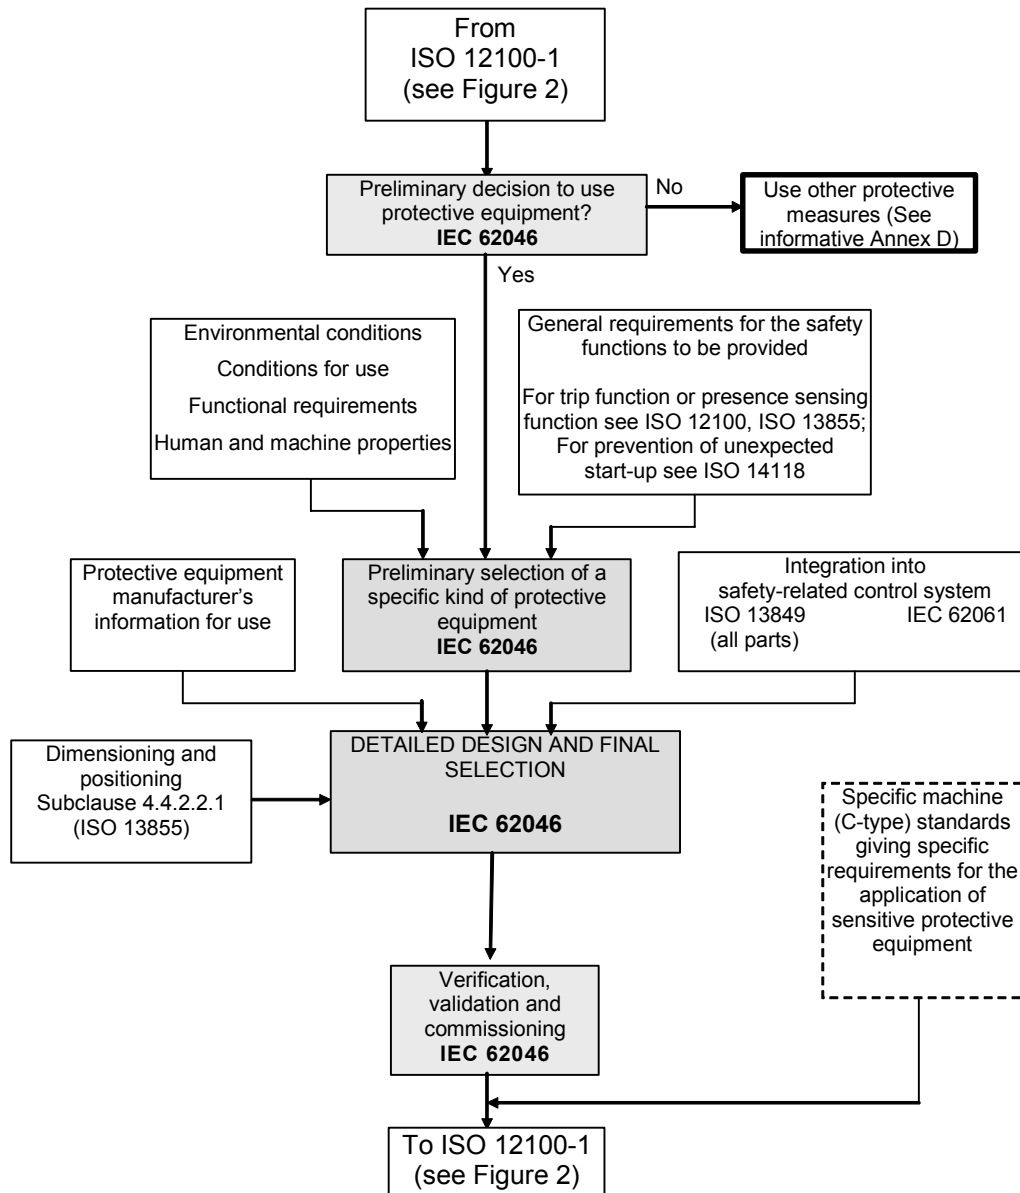 From
ISO 12100-1
(see Figure 2)
Preliminary decision to use
protective equipment?
IEC 62046
No
Use other protective
measures (See
informative Annex D)
Yes
Environmental conditions
Conditions for use
Functional requirements
Human and machine properties
General requirements for the safety
functions to be provided
For trip function or presence sensing
function see ISO 12100, ISO 13855;
For prevention of unexpected
start-up see ISO 14118
Protective equipment
manufacturer's
information for use
Preliminary selection of a
specific kind of protective
equipment
IEC 62046
Integration into
safety-related control system
ISO 13849 IEC 62061
(all parts)
Dimensioning and
positioning
Subclause 4.4.2.2.1
(ISO 13855)
DETAILED DESIGN AND FINAL
SELECTION
IEC 62046
Specific machine
(C-type) standards
giving specific
requirements for the
application of
sensitive protective
equipment
Verification,
validation and
commissioning
IEC 62046
To ISO 12100-1
(see Figure 2)